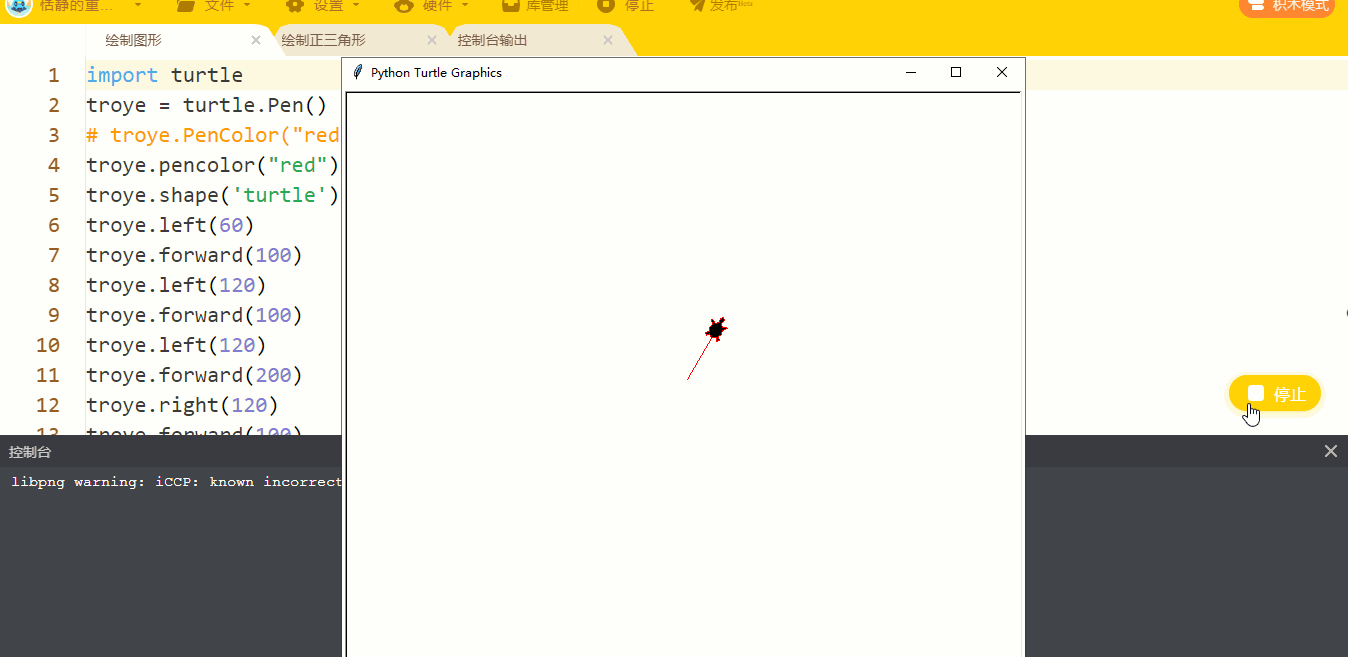 恬静的重... 文件 设置 硬件 库管理 停止 发布Beta 积木模式
绘制图形 绘制正三角形 控制台输出
Python Turtle Graphics
1 import turtle
2 troye = turtle.Pen()
3 # troye.PenColor("red
4 troye.pencolor("red")
5 troye.shape('turtle')
6 troye.left(60)
7 troye.forward(100)
8 troye.left(120)
9 troye.forward(100)
10 troye.left(120)
11 troye.forward(200)
12 troye.right(120)
13 troye.forward(100)
停止
控制台
libpng warning: iCCP: known incorrect